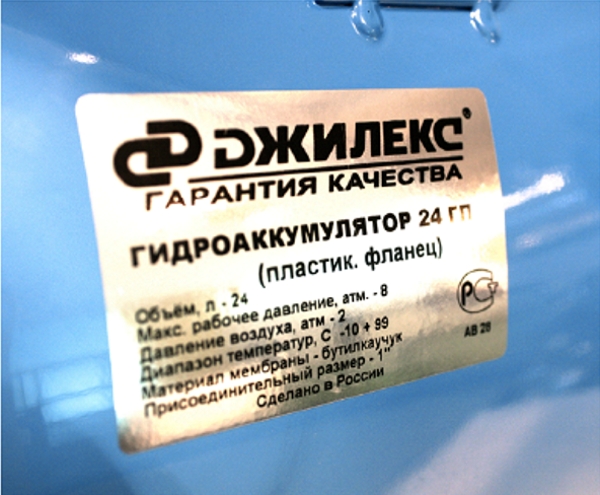 ДЖИЛЕКС®
ГАРАНТИЯ КАЧЕСТВА
ГИДРОАККУМУЛЯТОР 24 ГП
(пластик. фланец)
Объём, л - 24
Макс. рабочее давление, атм. - 8
Давление воздуха, атм - 2
Диапазон температур, С -10 + 99
Материал мембраны - бутилкаучук
Присоединительный размер - 1"
Сделано в России
РСТ
АВ 28